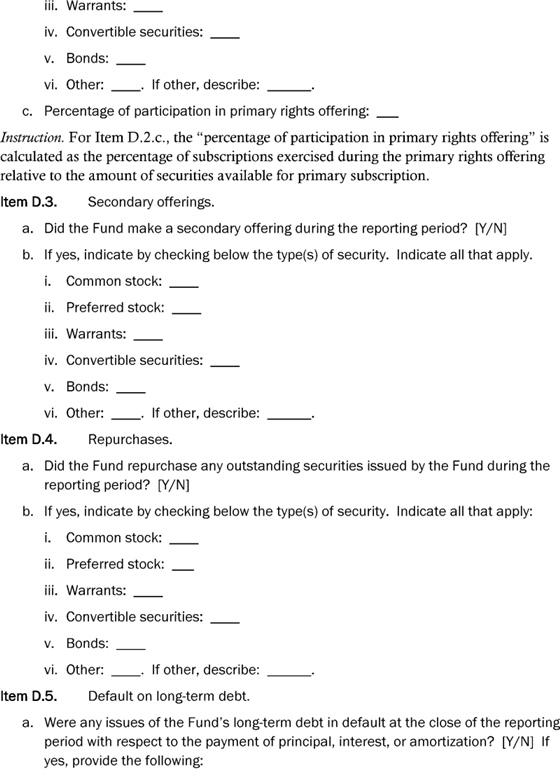 iii. Warrants: ____
iv. Convertible securities: ____
v. Bonds: ____
vi. Other: ____. If other, describe: ______.
c. Percentage of participation in primary rights offering: ___
Instruction. For Item D.2.c., the “percentage of participation in primary rights offering” is
calculated as the percentage of subscriptions exercised during the primary rights offering
relative to the amount of securities available for primary subscription.
Item D.3. Secondary offerings.
a. Did the Fund make a secondary offering during the reporting period? [Y/N]
b. If yes, indicate by checking below the type(s) of security. Indicate all that apply.
i. Common stock: ____
ii. Preferred stock: ____
iii. Warrants: ____
iv. Convertible securities: ____
v. Bonds: ____
vi. Other: ____. If other, describe: ______.
Item D.4. Repurchases.
a. Did the Fund repurchase any outstanding securities issued by the Fund during the
reporting period? [Y/N]
b. If yes, indicate by checking below the type(s) of security. Indicate all that apply:
i. Common stock: ____
ii. Preferred stock: ___
iii. Warrants: ____
iv. Convertible securities: ____
v. Bonds: ____
vi. Other: ____. If other, describe: ______.
Item D.5. Default on long-term debt.
a. Were any issues of the Fund’s long-term debt in default at the close of the reporting
period with respect to the payment of principal, interest, or amortization? [Y/N] If
yes, provide the following: